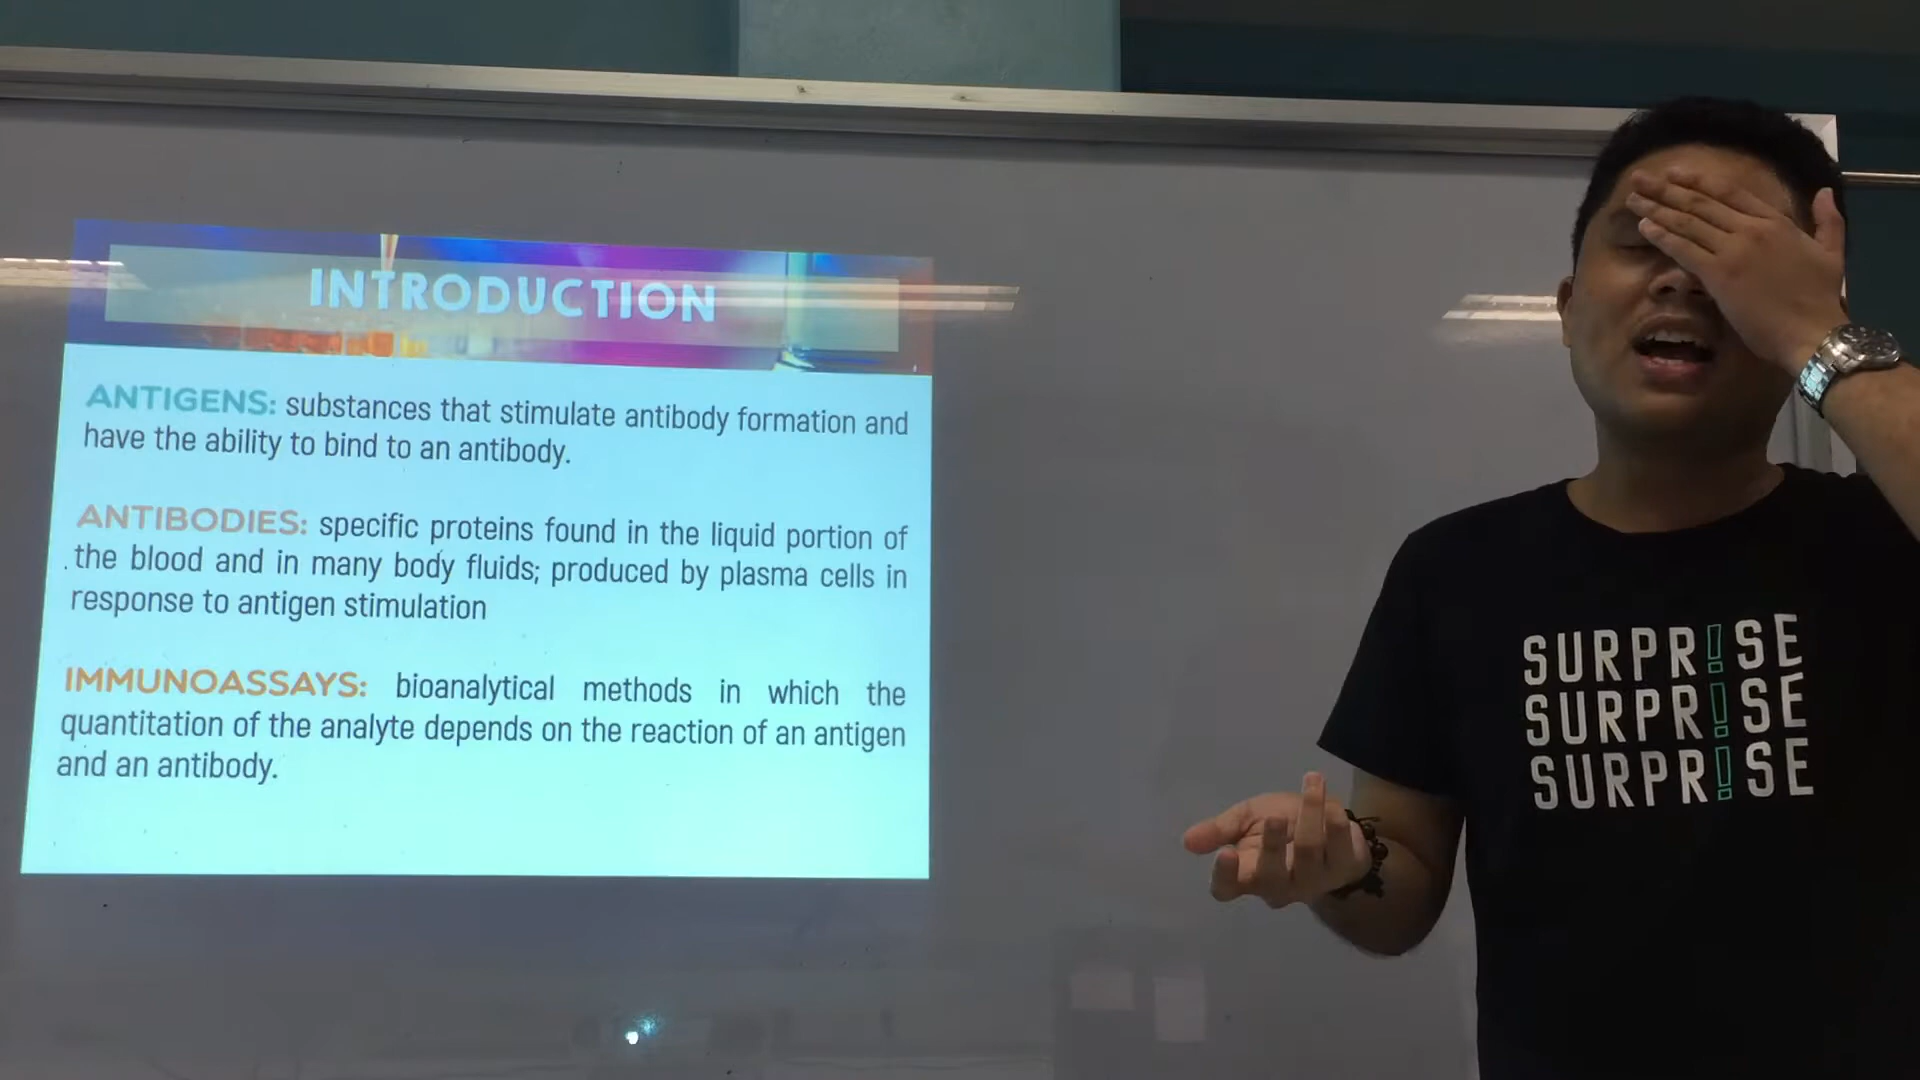 INTRODUCTION
ANTIGENS: substances that stimulate antibody formation and
have the ability to bind to an antibody.
ANTIBODIES: specific proteins found in the liquid portion of
the blood and in many body fluids; produced by plasma cells in
response to antigen stimulation
IMMUNOASSAYS: bioanalytical methods in which the
quantitation of the analyte depends on the reaction of an antigen
and an antibody.
SURPR!SE
SURPR!SE
SURPR!SE